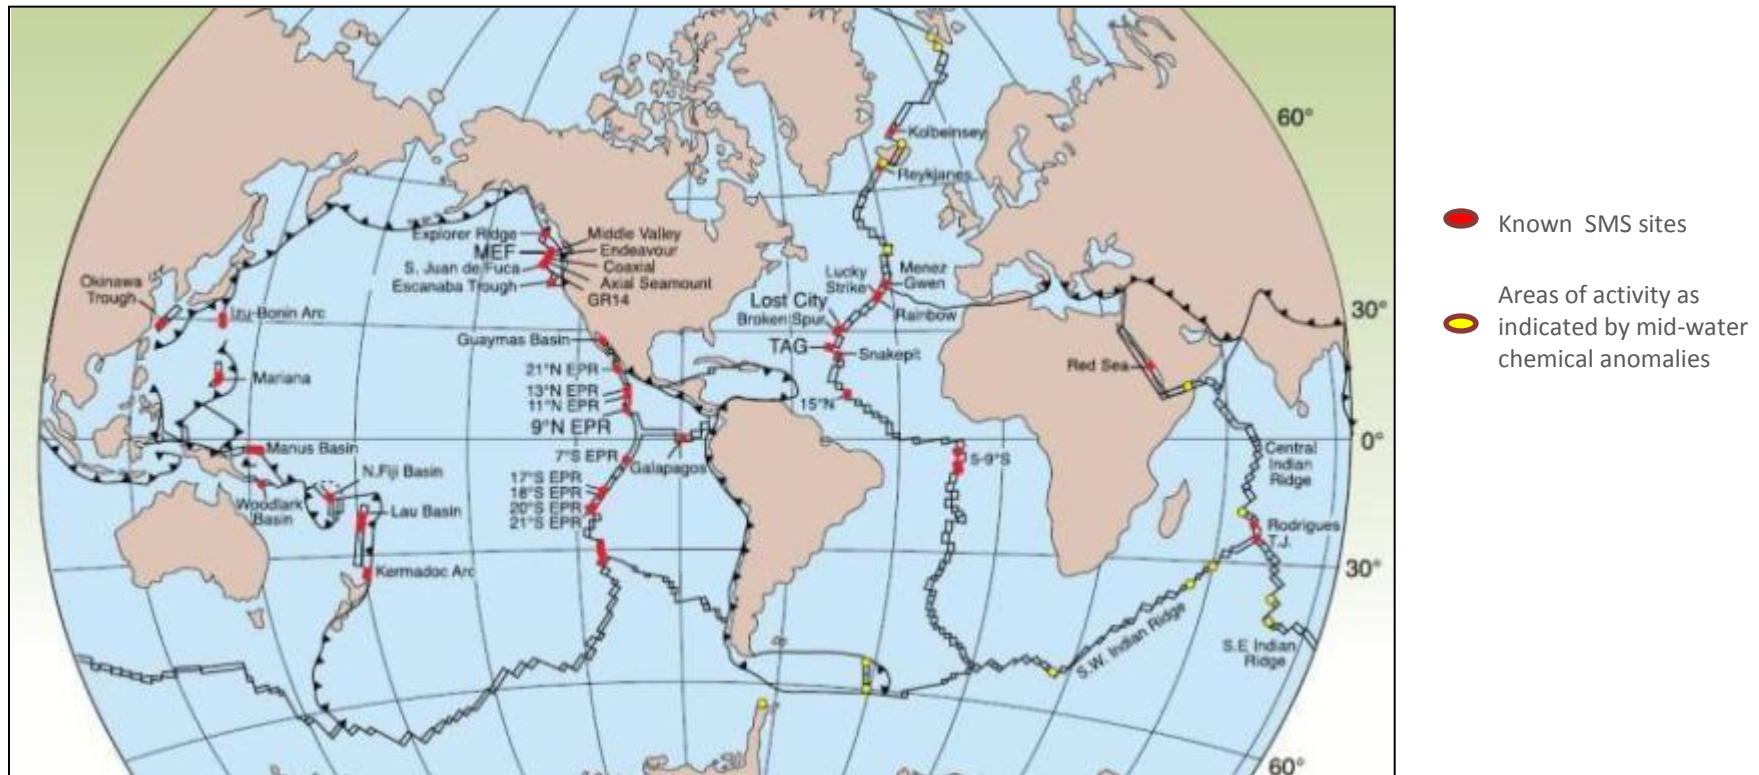 60°
Kolbeinsey
Reykjanes
Explorer Ridge
Middle Valley
MEF
Endeavour
S. Juan de Fuca
Coaxial
Escanaba Trough
Axial Seamount
GR14
Okinawa
Trough
Izu-Bonin Arc
Lucky
Strike
Menez
Gwen
Lost City
Broken Spur
Rainbow
30°
Guaymas Basin
TAG
Snakepit
Red Sea
21°N EPR
Mariana
13°N EPR
11°N EPR
15°N
9°N EPR
0°
Manus Basin
7°S EPR
Galapagos
5-9°S
Central
Indian
Ridge
N.Fiji Basin
17°S EPR
18°S EPR
20°S EPR
21°S EPR
Woodlark
Basin
Lau Basin
Rodrigues
T.J.
Kermadoc Arc
30°
S.W. Indian Ridge
S.E Indian
Ridge
60°
Known SMS sites
Areas of activity as
indicated by mid-water
chemical anomalies